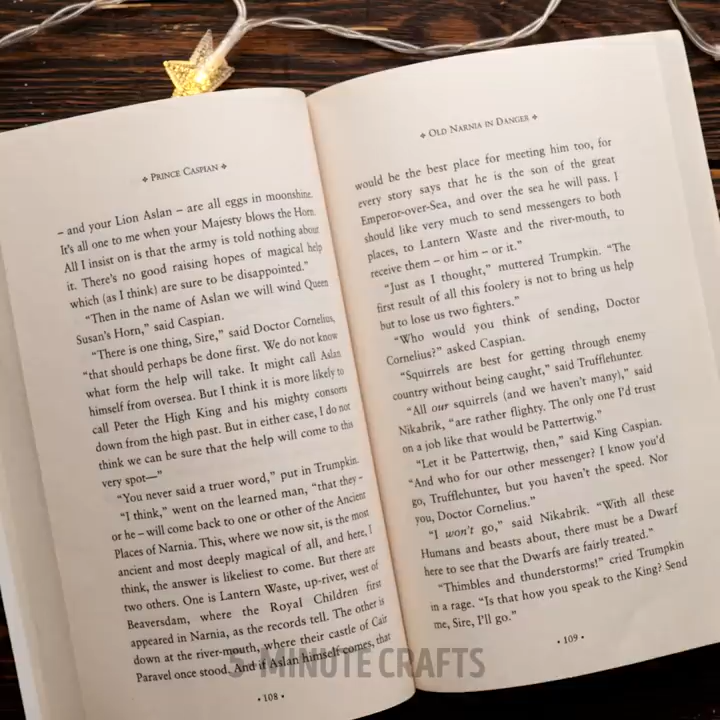 ❖ PRINCE CASPIAN ❖
– and your Lion Aslan – are all eggs in moonshine.
It's all one to me when your Majesty blows the Horn.
All I insist on is that the army is told nothing about
it. There's no good raising hopes of magical help
which (as I think) are sure to be disappointed."
"Then in the name of Aslan we will wind Queen
Susan's Horn," said Caspian.
"There is one thing, Sire," said Doctor Cornelius,
"that should perhaps be done first. We do not know
what form the help will take. It might call Aslan
himself from oversea. But I think it is more likely to
call Peter the High King and his mighty consorts
down from the high past. But in either case, I do not
think we can be sure that the help will come to this
very spot—"
"You never said a truer word," put in Trumpkin.
"I think," went on the learned man, "that they –
or he – will come back to one or other of the Ancient
Places of Narnia. This, where we now sit, is the most
ancient and most deeply magical of all, and here, I
think, the answer is likeliest to come. But there are
two others. One is Lantern Waste, up-river, west of
Beaversdam, where the Royal Children first
appeared in Narnia, as the records tell. The other is
down at the river-mouth, where their castle of Cair
Paravel once stood. And if Aslan himself comes, that
• 108 •
❖ OLD NARNIA IN DANGER ❖
would be the best place for meeting him too, for
every story says that he is the son of the great
Emperor-over-Sea, and over the sea he will pass. I
should like very much to send messengers to both
places, to Lantern Waste and the river-mouth, to
receive them – or him – or it."
"Just as I thought," muttered Trumpkin. "The
first result of all this foolery is not to bring us help
but to lose us two fighters."
"Who would you think of sending, Doctor
Cornelius?" asked Caspian.
"Squirrels are best for getting through enemy
country without being caught," said Trufflehunter.
"All our squirrels (and we haven't many)," said
Nikabrik, "are rather flighty. The only one I'd trust
on a job like that would be Pattertwig."
"Let it be Pattertwig, then," said King Caspian.
"And who for our other messenger? I know you'd
go, Trufflehunter, but you haven't the speed. Nor
you, Doctor Cornelius."
"I won't go," said Nikabrik. "With all these
Humans and beasts about, there must be a Dwarf
here to see that the Dwarfs are fairly treated."
"Thimbles and thunderstorms!" cried Trumpkin
in a rage. "Is that how you speak to the King? Send
me, Sire, I'll go."
• 109 •
5-MINUTE CRAFTS